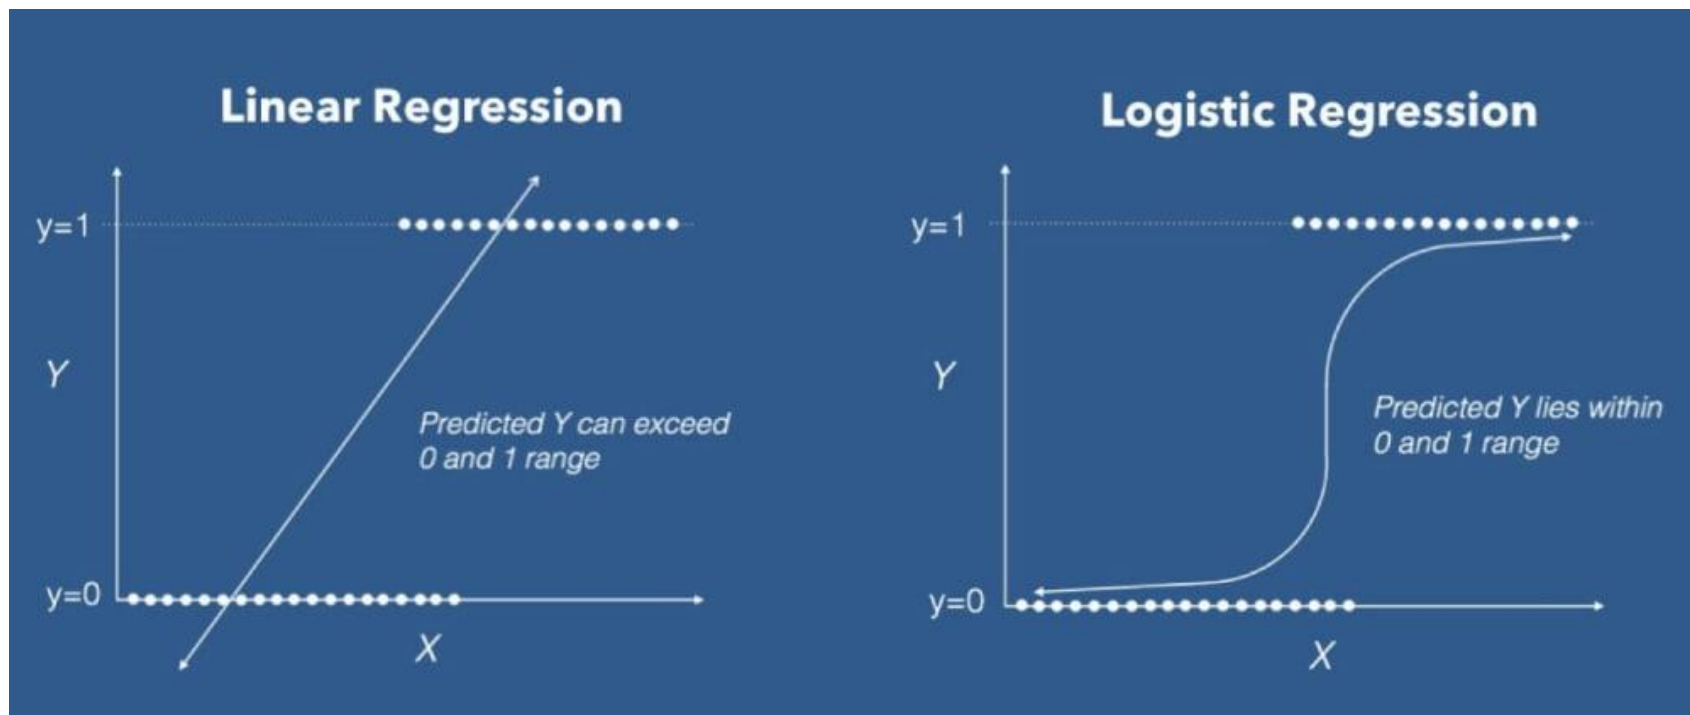 Linear Regression
y=1
Y
Predicted Y can exceed
0 and 1 range
y=0
X
Logistic Regression
y=1
Y
Predicted Y lies within
0 and 1 range
y=0
X